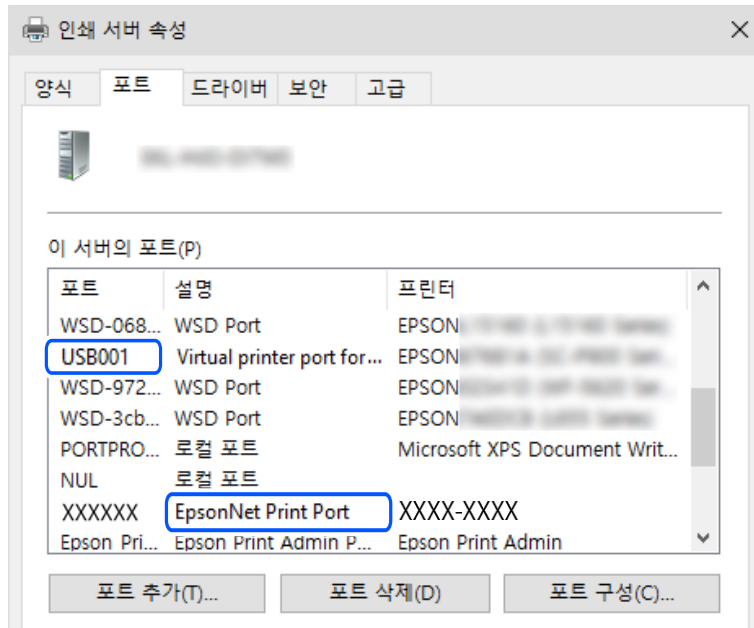 인쇄 서버 속성
양식 포트 드라이버 보안 고급
이 서버의 포트(P)
포트 설명 프린터
WSD-068... WSD Port EPSON
USB001 Virtual printer port for... EPSON
WSD-972... WSD Port EPSON
WSD-3cb... WSD Port EPSON
PORTPRO... 로컬 포트 Microsoft XPS Document Writ...
NUL 로컬 포트
XXXXXX EpsonNet Print Port XXXX-XXXX
Epson Pri... Epson Print Admin P... Epson Print Admin
포트 추가(T)... 포트 삭제(D) 포트 구성(C)...